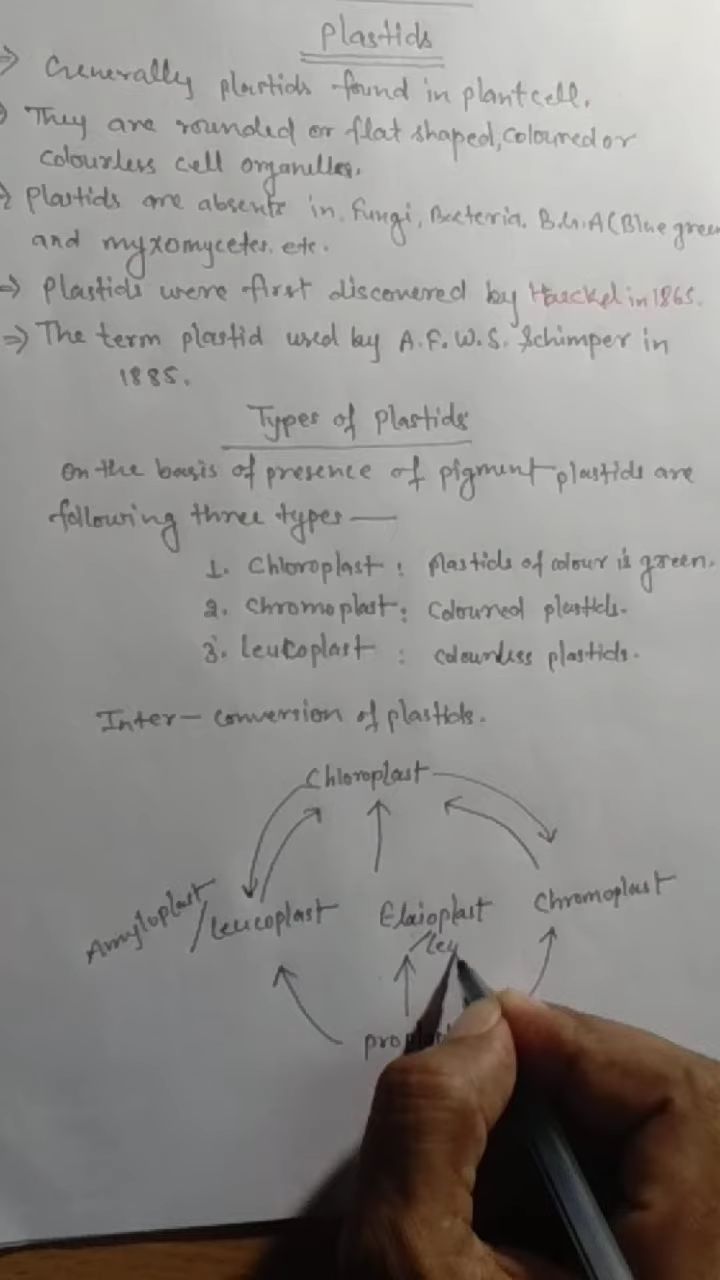 Plastids
⇒ Generally plastids found in plant cell.
They are rounded or flat shaped, coloured or
colourless cell organelles.
Plastids are absents in Fungi, Bacteria. B.G.A (Blue green
and myxomycetes. etc.
⇒ Plastids were first discovered by Haeckel in 1865.
⇒ The term plastid used by A.F.W.S. Schimper in
1885.
Types of Plastids
On the basis of presence of pigment plastids are
following three types —
1. Chloroplast : Plastids of colour is green.
2. Chromoplast : Coloured plastids.
3. Leucoplast : colourless plastids.
Inter-conversion of plastids.
Chloroplast
Amyloplast
/Leucoplast Elaioplast Chromoplast
/leu